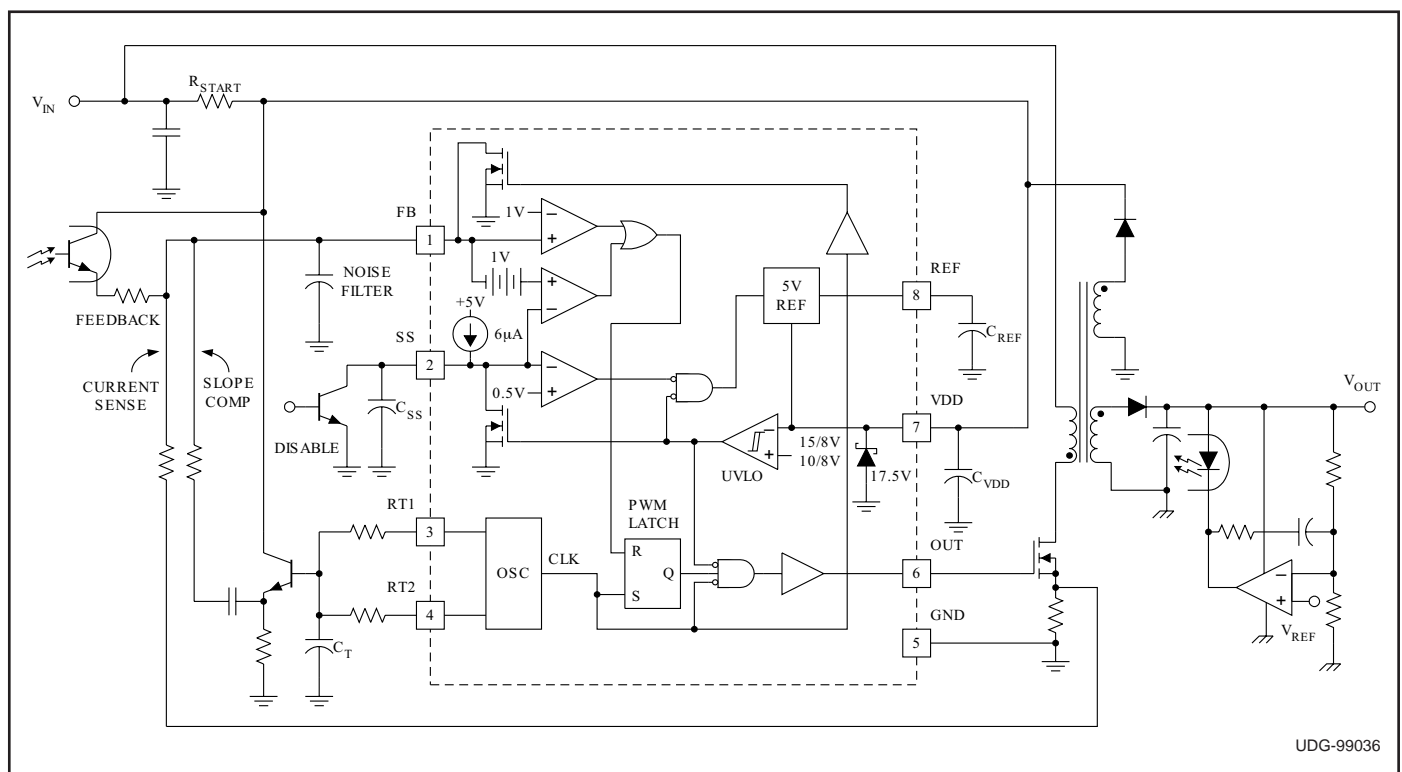 V_IN
R_START
FB
1
1V
1V
NOISE
FILTER
FEEDBACK
CURRENT
SENSE
SLOPE
COMP
+5V
6µA
SS
2
0.5V
C_SS
DISABLE
5V
REF
REF
8
C_REF
VDD
7
15/8V
10/8V
UVLO
17.5V
C_VDD
V_OUT
RT1
3
RT2
4
OSC
CLK
PWM
LATCH
R
Q
S
OUT
6
GND
5
C_T
V_REF
UDG-99036